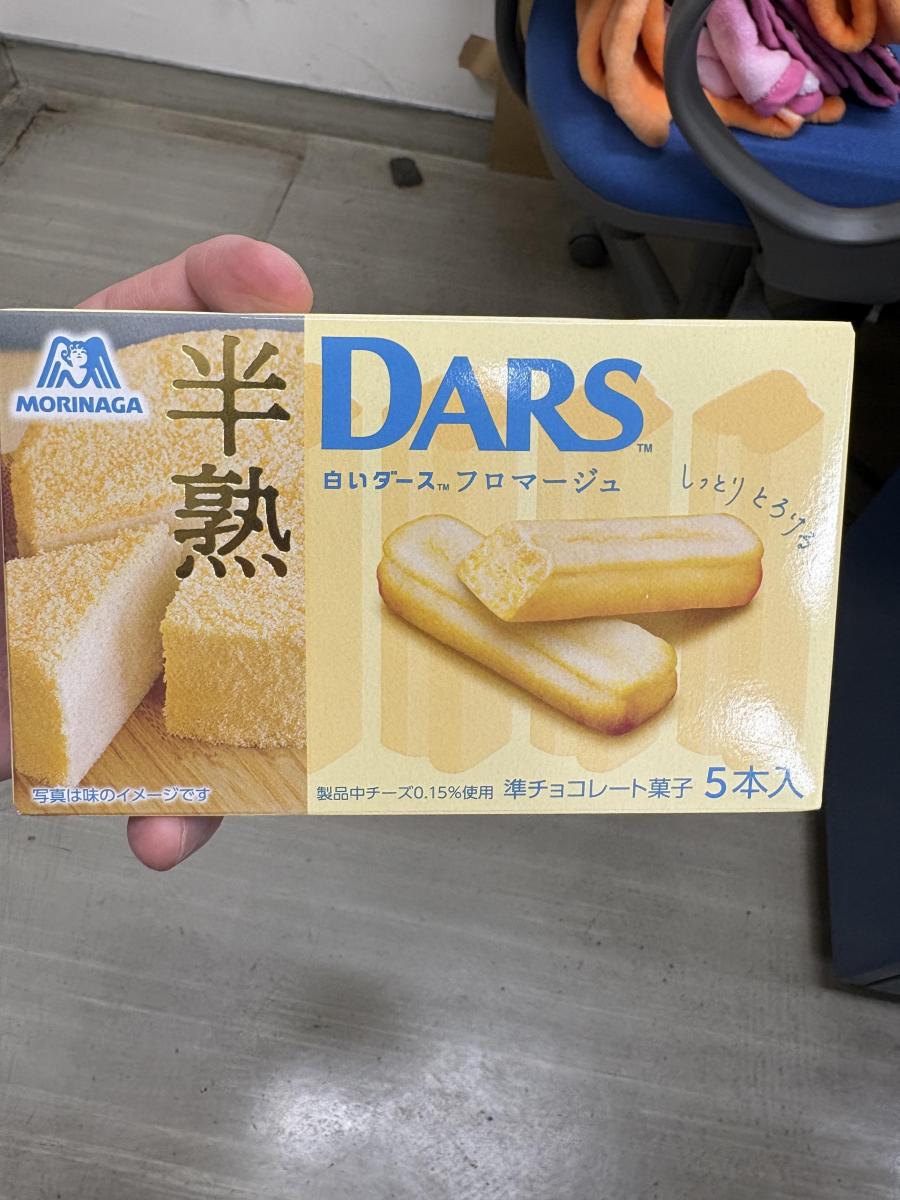 MORINAGA
半熟
DARS™
白いダース™ フロマージュ
しっとりとろける
写真は味のイメージです
製品中チーズ0.15%使用 準チョコレート菓子 5本入